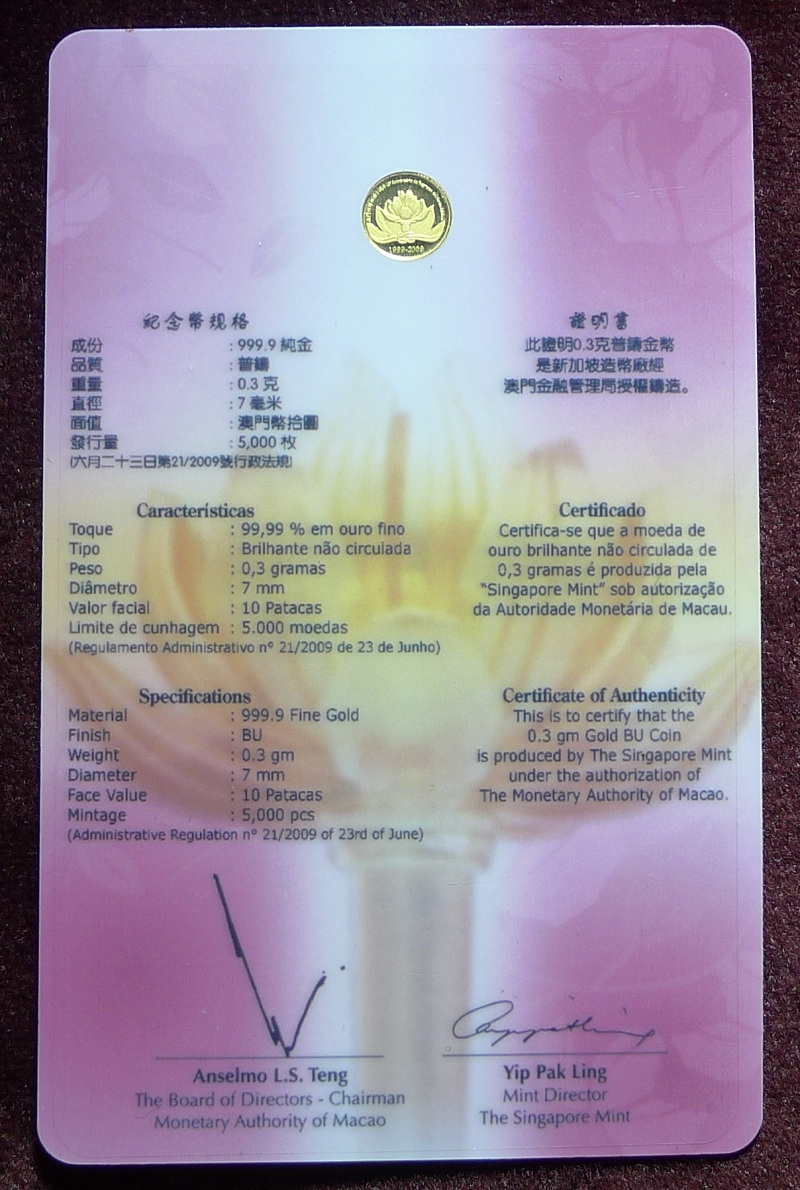 1999-2009
紀念幣規格
成份 : 999.9 純金
品質 : 普鑄
重量 : 0.3 克
直徑 : 7 毫米
面值 : 澳門幣拾圓
發行量 : 5,000 枚
(六月二十三日第21/2009號行政法規)
證明書
此證明0.3克普鑄金幣
是新加坡造幣廠經
澳門金融管理局授權鑄造。
Características
Toque : 99,99 % em ouro fino
Tipo : Brilhante não circulada
Peso : 0,3 gramas
Diâmetro : 7 mm
Valor facial : 10 Patacas
Limite de cunhagem : 5.000 moedas
(Regulamento Administrativo nº 21/2009 de 23 de Junho)
Certificado
Certifica-se que a moeda de
ouro brilhante não circulada de
0,3 gramas é produzida pela
“Singapore Mint” sob autorização
da Autoridade Monetária de Macau.
Specifications
Material : 999.9 Fine Gold
Finish : BU
Weight : 0.3 gm
Diameter : 7 mm
Face Value : 10 Patacas
Mintage : 5,000 pcs
(Administrative Regulation nº 21/2009 of 23rd of June)
Certificate of Authenticity
This is to certify that the
0.3 gm Gold BU Coin
is produced by The Singapore Mint
under the authorization of
The Monetary Authority of Macao.
Anselmo L.S. Teng
The Board of Directors - Chairman
Monetary Authority of Macao
Yip Pak Ling
Mint Director
The Singapore Mint